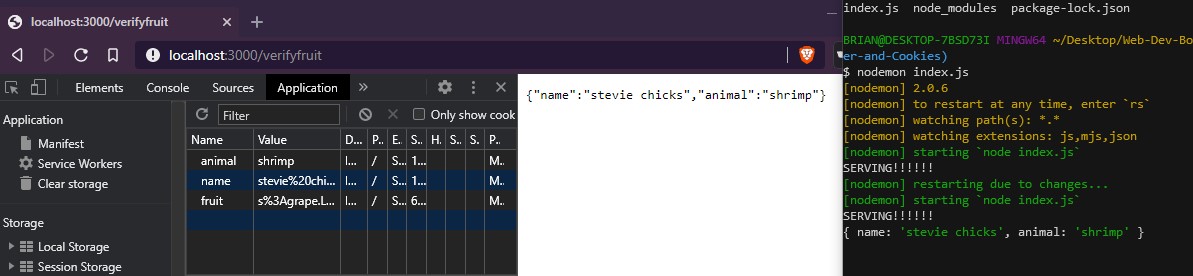 localhost:3000/verifyfruit
localhost:3000/verifyfruit
Elements Console Sources Application »
Application
Manifest
Service Workers
Clear storage
Storage
Local Storage
Session Storage
Filter Only show cook
Name Value D... P.. E.. S.. H. S.. S. P..
animal shrimp l... / S... 1... M..
name stevie%20chi... l... / S... 1... M..
fruit s%3Agrape.L... l... / S... 6... M..
{"name":"stevie chicks","animal":"shrimp"}
index.js node_modules package-lock.json
BRIAN@DESKTOP-7BSD73I MINGW64 ~/Desktop/Web-Dev-Bo
er-and-Cookies)
$ nodemon index.js
[nodemon] 2.0.6
[nodemon] to restart at any time, enter `rs`
[nodemon] watching path(s): *.*
[nodemon] watching extensions: js,mjs,json
[nodemon] starting `node index.js`
SERVING!!!!!!
[nodemon] restarting due to changes...
[nodemon] starting `node index.js`
SERVING!!!!!!
{ name: 'stevie chicks', animal: 'shrimp' }